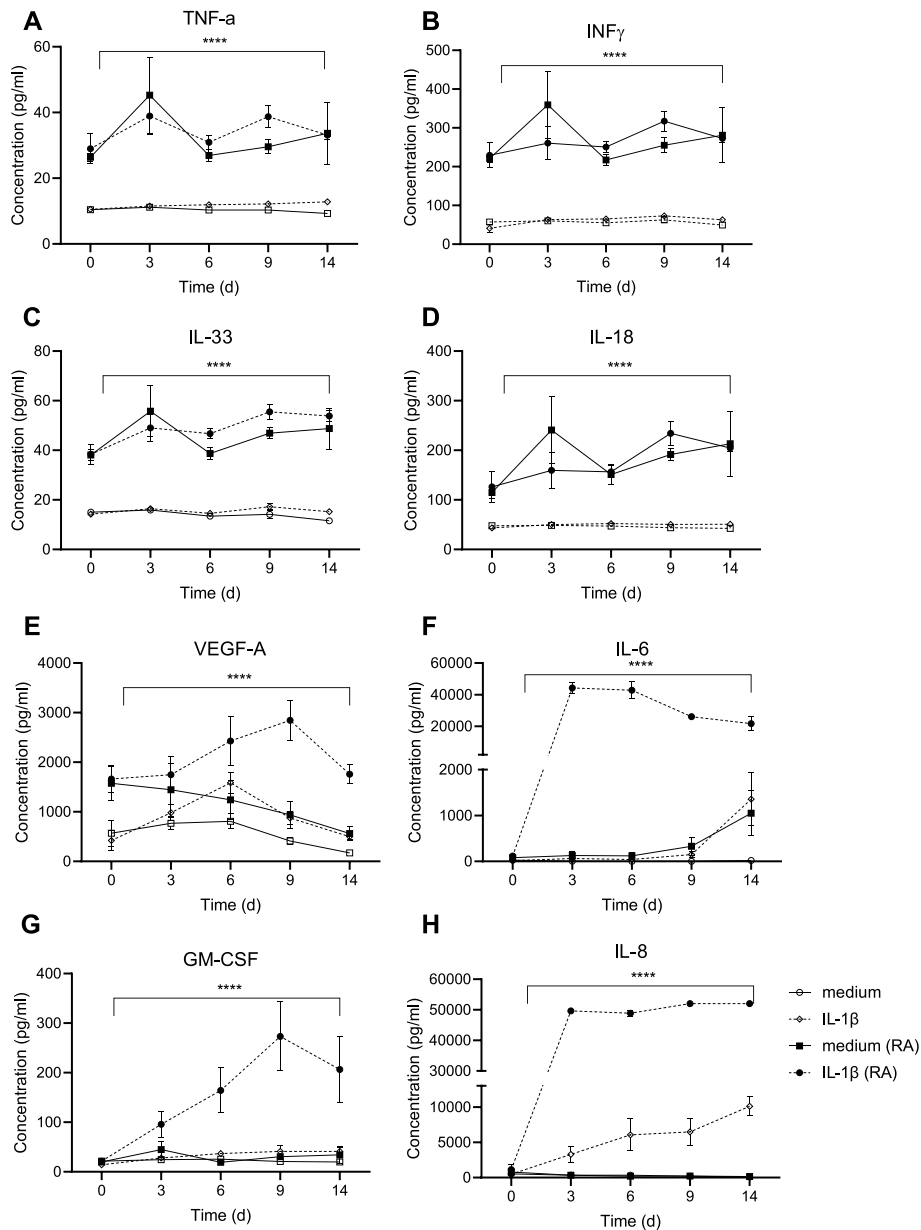 A
TNF-a
****
60
40
20
0
Concentration (pg/ml)
0 3 6 9 14
Time (d)
B
INFγ
****
500
400
300
200
100
0
Concentration (pg/ml)
0 3 6 9 14
Time (d)
C
IL-33
****
80
60
40
20
0
Concentration (pg/ml)
0 3 6 9 14
Time (d)
D
IL-18
****
400
300
200
100
0
Concentration (pg/ml)
0 3 6 9 14
Time (d)
E
VEGF-A
****
4000
3000
2000
1000
0
Concentration (pg/ml)
0 3 6 9 14
Time (d)
F
IL-6
****
60000
40000
20000
2000
1000
0
Concentration (pg/ml)
0 3 6 9 14
Time (d)
G
GM-CSF
****
400
300
200
100
0
Concentration (pg/ml)
0 3 6 9 14
Time (d)
H
IL-8
****
60000
50000
40000
30000
20000
10000
10000
5000
0
Concentration (pg/ml)
0 3 6 9 14
Time (d)
medium
IL-1β
medium (RA)
IL-1β (RA)